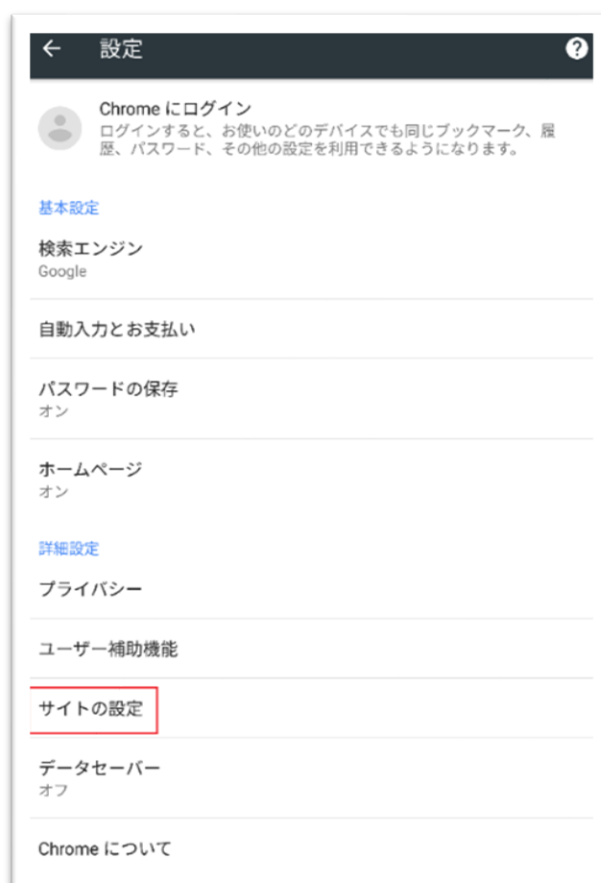 設定
Chrome にログイン
ログインすると、お使いのどのデバイスでも同じブックマーク、履
歴、パスワード、その他の設定を利用できるようになります。
基本設定
検索エンジン
Google
自動入力とお支払い
パスワードの保存
オン
ホームページ
オン
詳細設定
プライバシー
ユーザー補助機能
サイトの設定
データセーバー
オフ
Chrome について